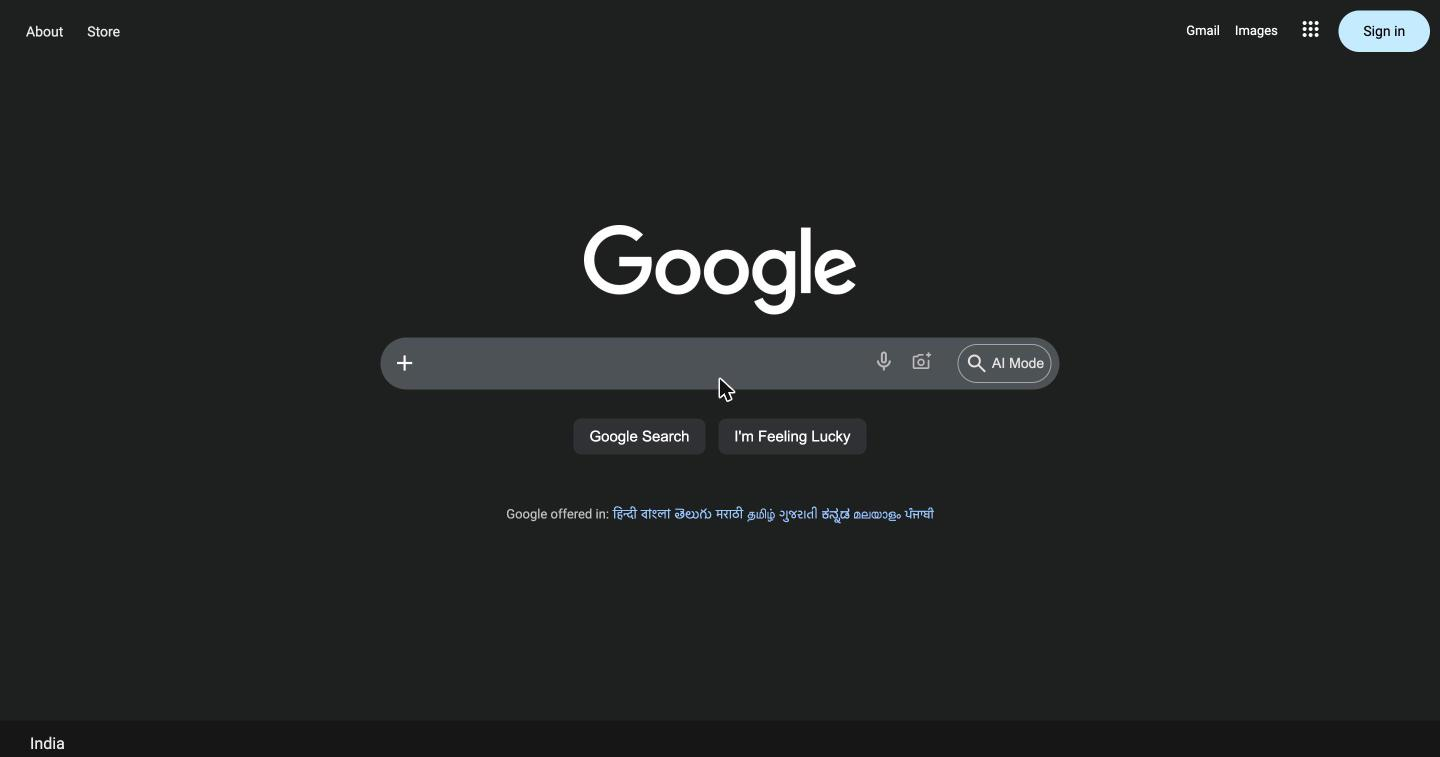 About Store
Gmail Images Sign in
Google
AI Mode
Google Search I'm Feeling Lucky
Google offered in: हिन्दी বাংলা తెలుగు मराठी தமிழ் ગુજરાતી ಕನ್ನಡ മലയാളം ਪੰਜਾਬੀ
India